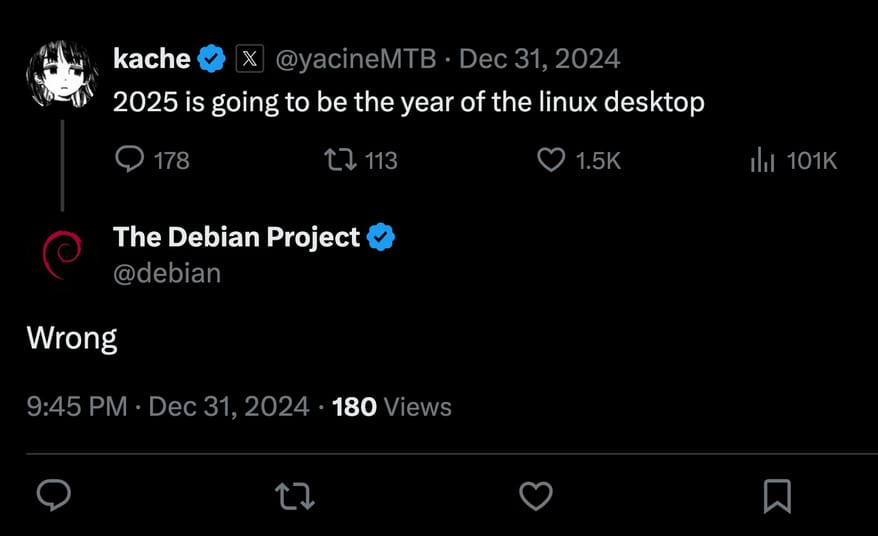 kache @yacineMTB · Dec 31, 2024
2025 is going to be the year of the linux desktop
178 113 1.5K 101K
The Debian Project
@debian
Wrong
9:45 PM · Dec 31, 2024 · 180 Views